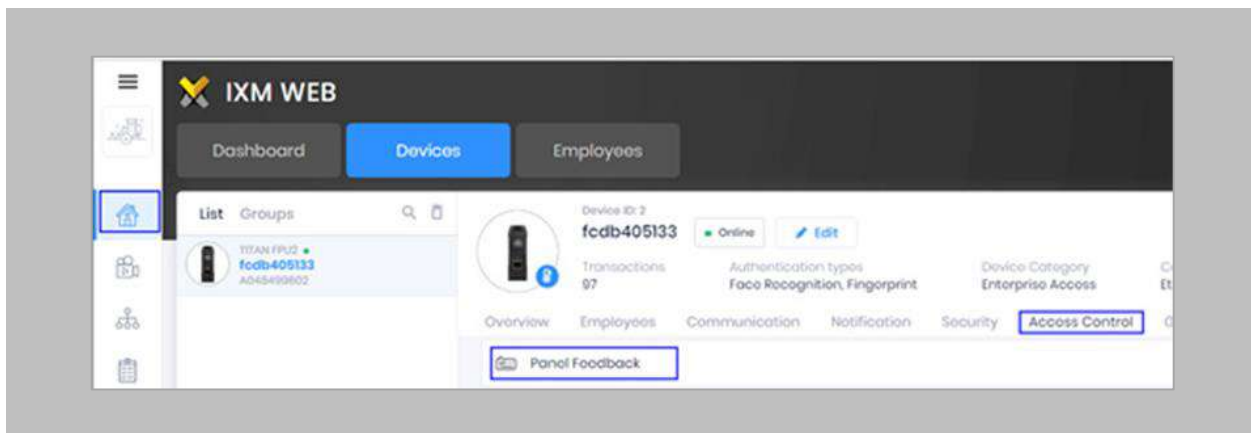 IXM WEB
Dashboard Devices Employees
List Groups
TITAN FPU2
fcdb405133
Device ID: 2
fcdb405133 Online Edit
Transactions Authentication types Device Category
97 Face Recognition, Fingerprint Enterprise Access
Overview Employees Communication Notification Security Access Control
Panel Feedback